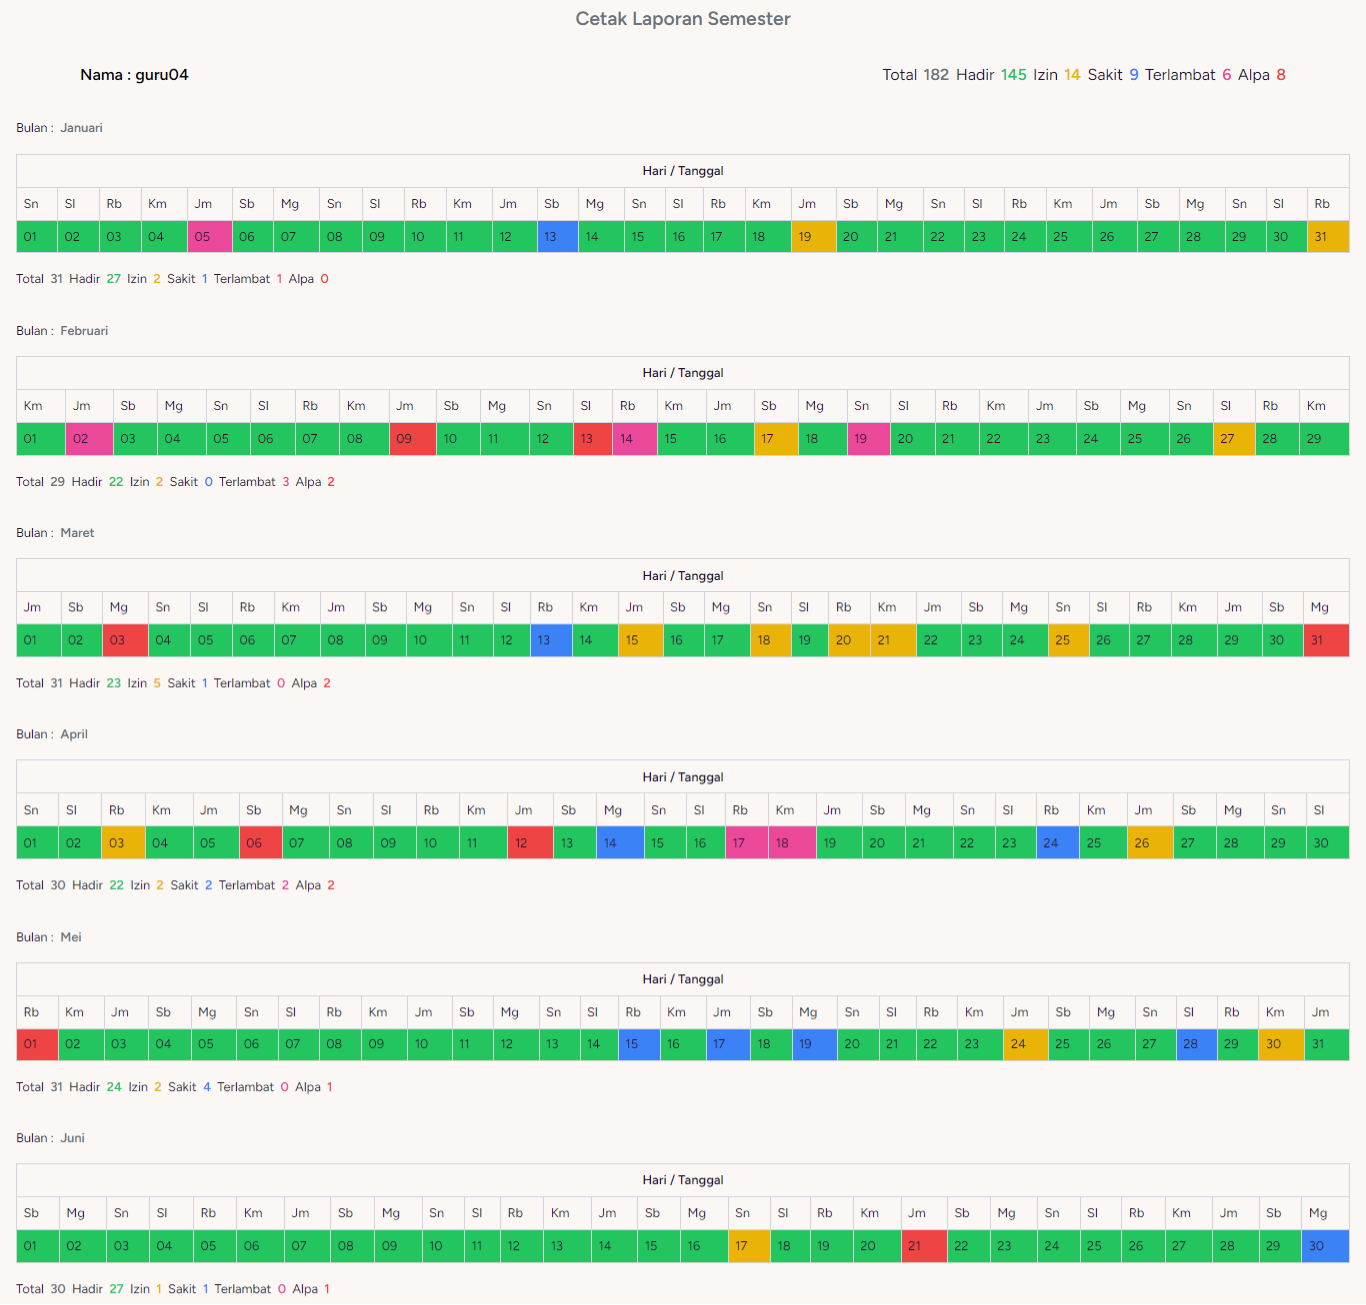 Cetak Laporan Semester
Nama : guru04
Total 182 Hadir 145 Izin 14 Sakit 9 Terlambat 6 Alpa 8
Bulan : Januari
Hari / Tanggal
Sn Sl Rb Km Jm Sb Mg Sn Sl Rb Km Jm Sb Mg Sn Sl Rb Km Jm Sb Mg Sn Sl Rb Km Jm Sb Mg Sn Sl Rb
01 02 03 04 05 06 07 08 09 10 11 12 13 14 15 16 17 18 19 20 21 22 23 24 25 26 27 28 29 30 31
Total 31 Hadir 27 Izin 2 Sakit 1 Terlambat 1 Alpa 0
Bulan : Februari
Hari / Tanggal
Km Jm Sb Mg Sn Sl Rb Km Jm Sb Mg Sn Sl Rb Km Jm Sb Mg Sn Sl Rb Km Jm Sb Mg Sn Sl Rb Km
01 02 03 04 05 06 07 08 09 10 11 12 13 14 15 16 17 18 19 20 21 22 23 24 25 26 27 28 29
Total 29 Hadir 22 Izin 2 Sakit 0 Terlambat 3 Alpa 2
Bulan : Maret
Hari / Tanggal
Jm Sb Mg Sn Sl Rb Km Jm Sb Mg Sn Sl Rb Km Jm Sb Mg Sn Sl Rb Km Jm Sb Mg Sn Sl Rb Km Jm Sb Mg
01 02 03 04 05 06 07 08 09 10 11 12 13 14 15 16 17 18 19 20 21 22 23 24 25 26 27 28 29 30 31
Total 31 Hadir 23 Izin 5 Sakit 1 Terlambat 0 Alpa 2
Bulan : April
Hari / Tanggal
Sn Sl Rb Km Jm Sb Mg Sn Sl Rb Km Jm Sb Mg Sn Sl Rb Km Jm Sb Mg Sn Sl Rb Km Jm Sb Mg Sn Sl
01 02 03 04 05 06 07 08 09 10 11 12 13 14 15 16 17 18 19 20 21 22 23 24 25 26 27 28 29 30
Total 30 Hadir 22 Izin 2 Sakit 2 Terlambat 2 Alpa 2
Bulan : Mei
Hari / Tanggal
Rb Km Jm Sb Mg Sn Sl Rb Km Jm Sb Mg Sn Sl Rb Km Jm Sb Mg Sn Sl Rb Km Jm Sb Mg Sn Sl Rb Km Jm
01 02 03 04 05 06 07 08 09 10 11 12 13 14 15 16 17 18 19 20 21 22 23 24 25 26 27 28 29 30 31
Total 31 Hadir 24 Izin 2 Sakit 4 Terlambat 0 Alpa 1
Bulan : Juni
Hari / Tanggal
Sb Mg Sn Sl Rb Km Jm Sb Mg Sn Sl Rb Km Jm Sb Mg Sn Sl Rb Km Jm Sb Mg Sn Sl Rb Km Jm Sb Mg
01 02 03 04 05 06 07 08 09 10 11 12 13 14 15 16 17 18 19 20 21 22 23 24 25 26 27 28 29 30
Total 30 Hadir 27 Izin 1 Sakit 1 Terlambat 0 Alpa 1